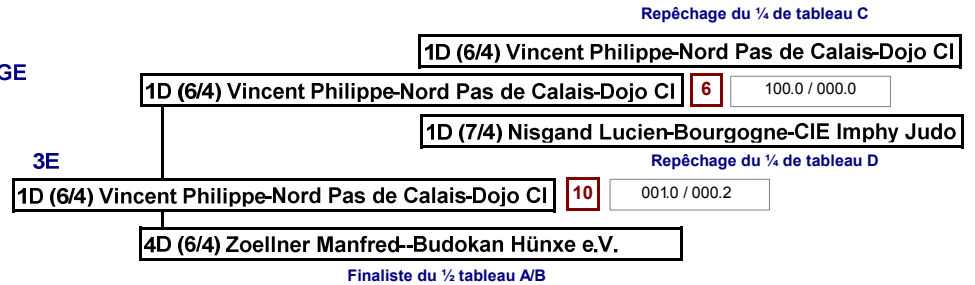 Repêchage du ¼ de tableau C
1D (6/4) Vincent Philippe-Nord Pas de Calais-Dojo Cl
GE
1D (6/4) Vincent Philippe-Nord Pas de Calais-Dojo Cl 6 100.0 / 000.0
1D (7/4) Nisgand Lucien-Bourgogne-CIE Imphy Judo
3E Repêchage du ¼ de tableau D
1D (6/4) Vincent Philippe-Nord Pas de Calais-Dojo Cl 10 001.0 / 000.2
4D (6/4) Zoellner Manfred--Budokan Hünxe e.V.
Finaliste du ½ tableau A/B